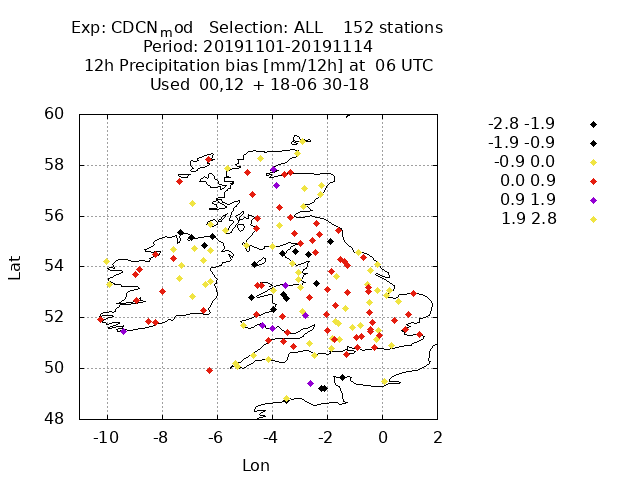 Exp: CDCNmod   Selection: ALL    152 stations
Period: 20191101-20191114
12h Precipitation bias [mm/12h] at  06 UTC
Used  00,12  + 18-06 30-18
-2.8 -1.9
-1.9 -0.9
-0.9 0.0
0.0 0.9
0.9 1.9
1.9 2.8
60
58
56
54
52
50
48
Lat
-10 -8 -6 -4 -2 0 2
Lon